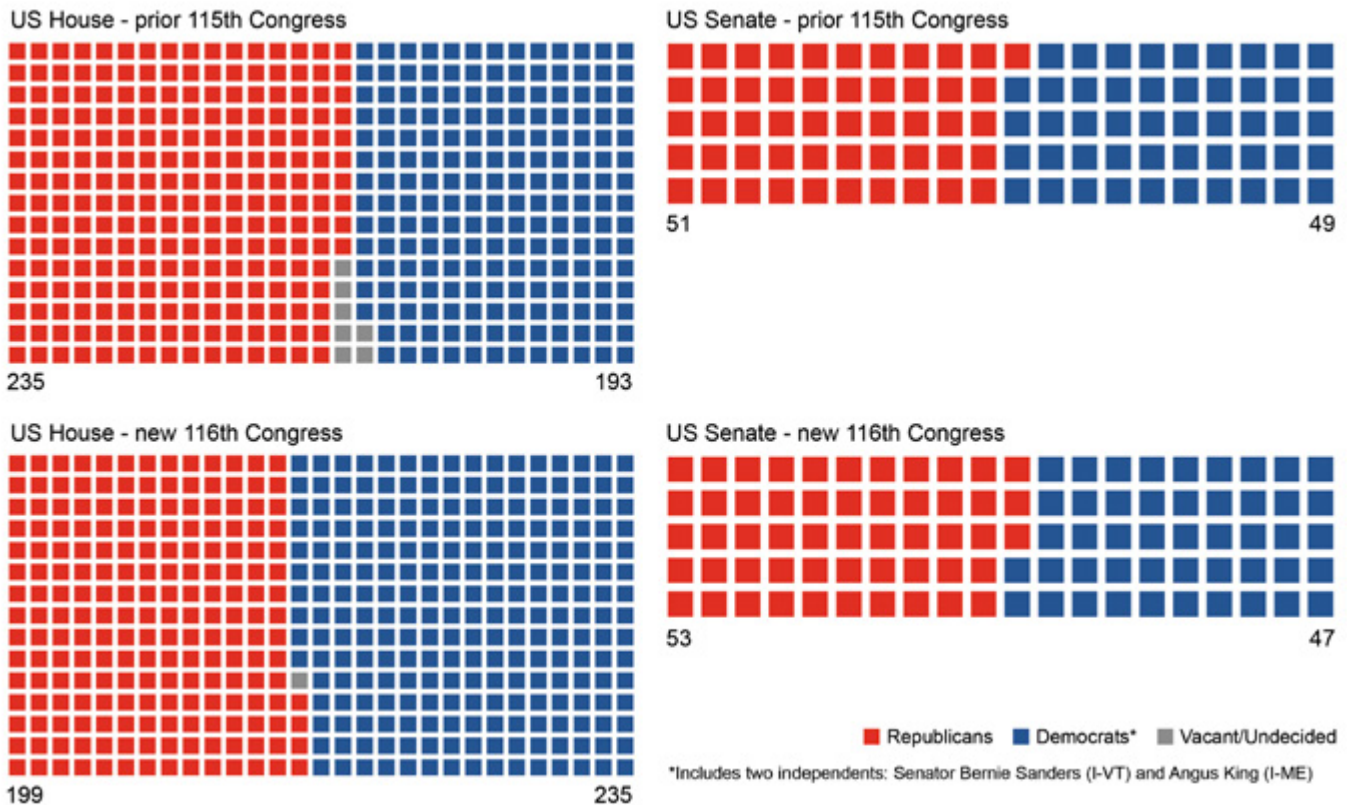 US House - prior 115th Congress
235
193
US Senate - prior 115th Congress
51
49
US House - new 116th Congress
199
235
US Senate - new 116th Congress
53
47
Republicans
Democrats*
Vacant/Undecided
*Includes two independents: Senator Bernie Sanders (I-VT) and Angus King (I-ME)